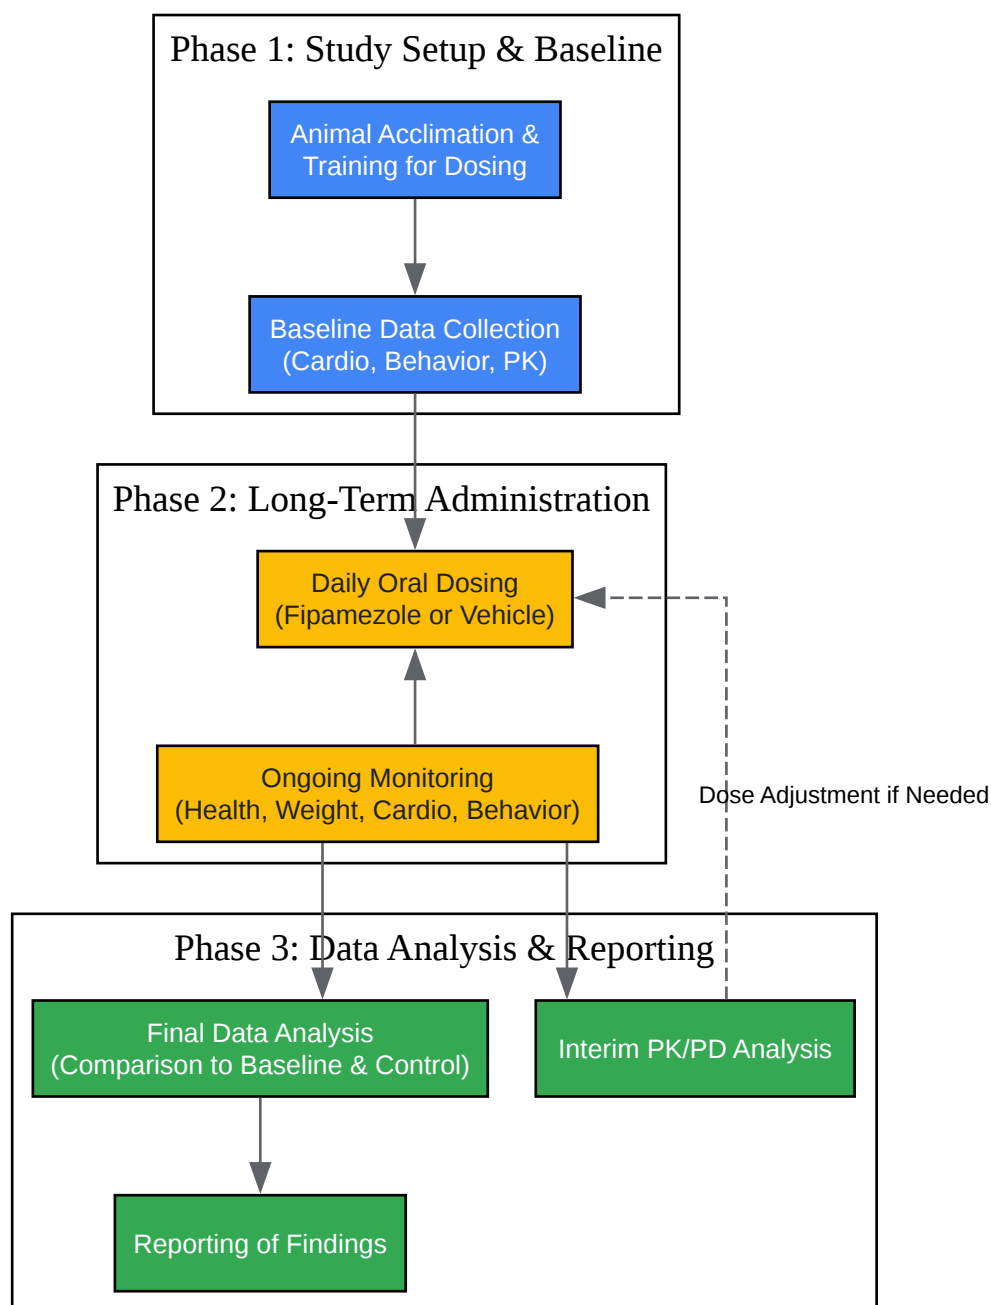 Phase 1: Study Setup & Baseline
Animal Acclimation &
Training for Dosing
Baseline Data Collection
(Cardio, Behavior, PK)
Phase 2: Long-Term Administration
Daily Oral Dosing
(Fipamezole or Vehicle)
Ongoing Monitoring
(Health, Weight, Cardio, Behavior)
Dose Adjustment if Needed
Phase 3: Data Analysis & Reporting
Final Data Analysis
(Comparison to Baseline & Control)
Interim PK/PD Analysis
Reporting of Findings